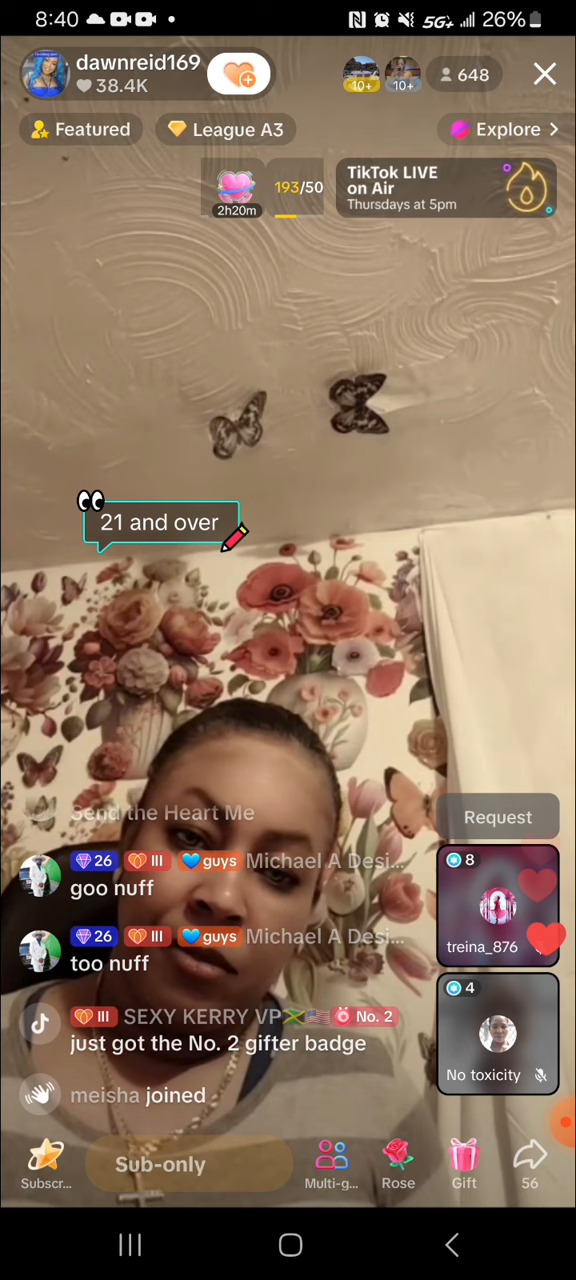 8:40
5G+
26%
dawnreid169
38.4K
10+
10+
648
Featured
League A3
Explore
2h20m
193/50
TikTok LIVE
on Air
Thursdays at 5pm
21 and over
Send the Heart Me
Request
26 III guys Michael A Desi...
goo nuff
8
treina_876
26 III guys Michael A Desi...
too nuff
III SEXY KERRY VP No. 2
just got the No. 2 gifter badge
4
No toxicity
meisha joined
Subscr...
Sub-only
Multi-g...
Rose
Gift
56